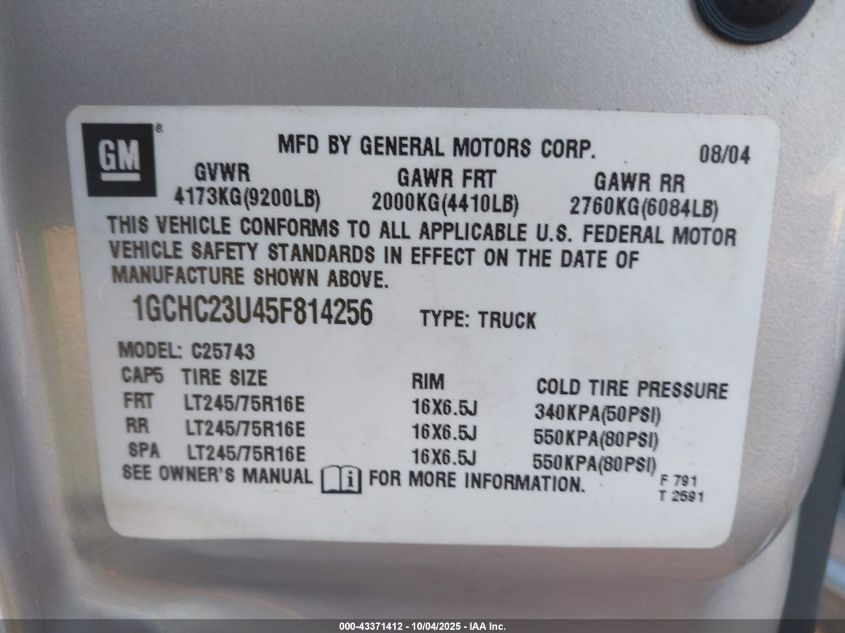 GM®
MFD BY GENERAL MOTORS CORP. 08/04
GVWR GAWR FRT GAWR RR
4173KG(9200LB) 2000KG(4410LB) 2760KG(6084LB)
THIS VEHICLE CONFORMS TO ALL APPLICABLE U.S. FEDERAL MOTOR
VEHICLE SAFETY STANDARDS IN EFFECT ON THE DATE OF
MANUFACTURE SHOWN ABOVE.
1GCHC23U45F814256 TYPE: TRUCK
MODEL: C25743
CAP5 TIRE SIZE RIM COLD TIRE PRESSURE
FRT LT245/75R16E 16X6.5J 340KPA(50PSI)
RR LT245/75R16E 16X6.5J 550KPA(80PSI)
SPA LT245/75R16E 16X6.5J 550KPA(80PSI)
SEE OWNER'S MANUAL i FOR MORE INFORMATION. F 791
T 2591
000-43371412 - 10/04/2025 - IAA Inc.